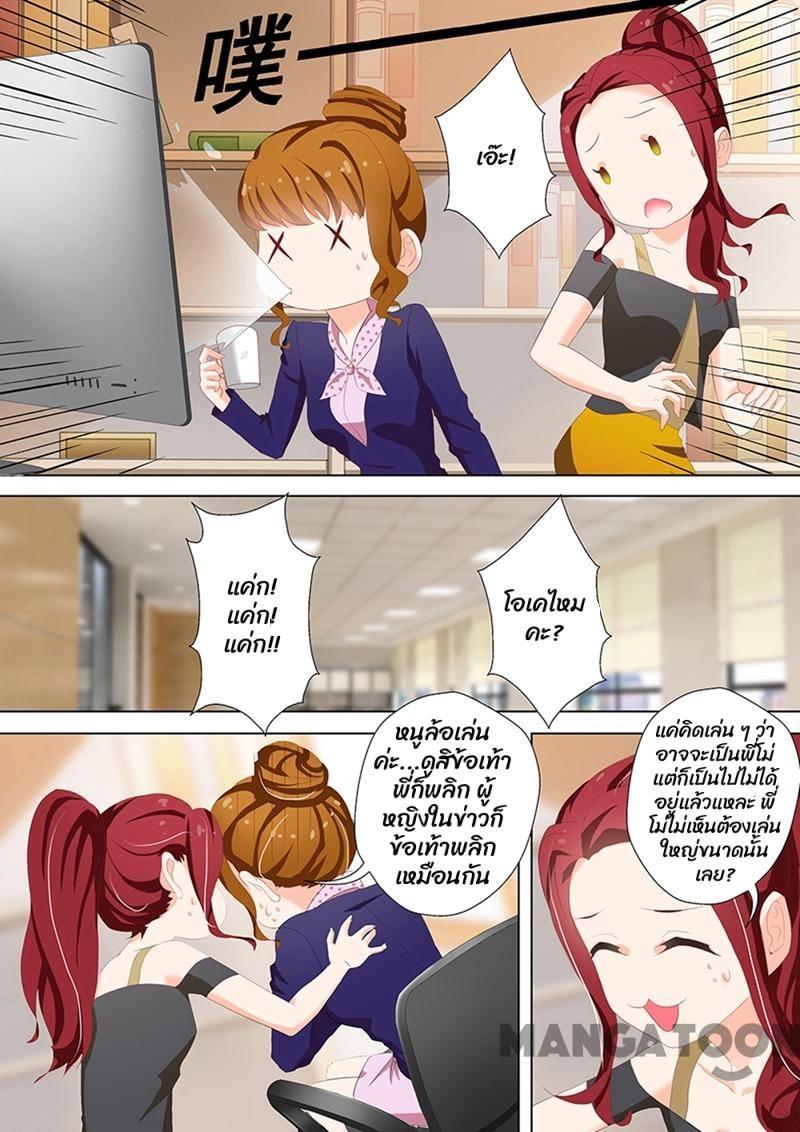 噗
เอ๊ะ!
แค่ก!
แค่ก!
แค่ก!!
โอเคไหม
คะ?
หนูล้อเล่น
ค่ะ...ดูสิข้อเท้า
พี่ก็พลิก ผู้
หญิงในข่าวก็
ข้อเท้าพลิก
เหมือนกัน
แค่คิดเล่น ๆ ว่า
อาจจะเป็นพี่โม่
แต่ก็เป็นไปไม่ได้
อยู่แล้วแหละ พี่
โม่ไม่เห็นต้องเล่น
ใหญ่ขนาดนั้น
เลย?
MANGATOON